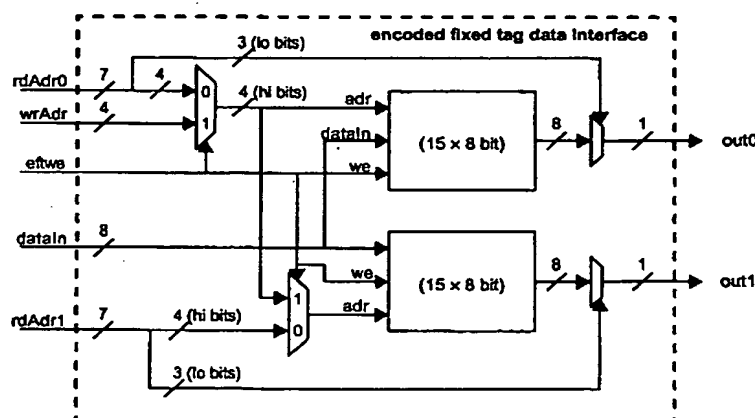 encoded fixed tag data interface
3 (lo bits)
rdAdr0
7
4
0
4 (hi bits)
adr
wrAdr
4
1
dataIn
(15 × 8 bit)
8
1
out0
eftwe
we
dataIn
8
(15 × 8 bit)
8
1
out1
we
1
adr
0
rdAdr1
7
4 (hi bits)
3 (lo bits)